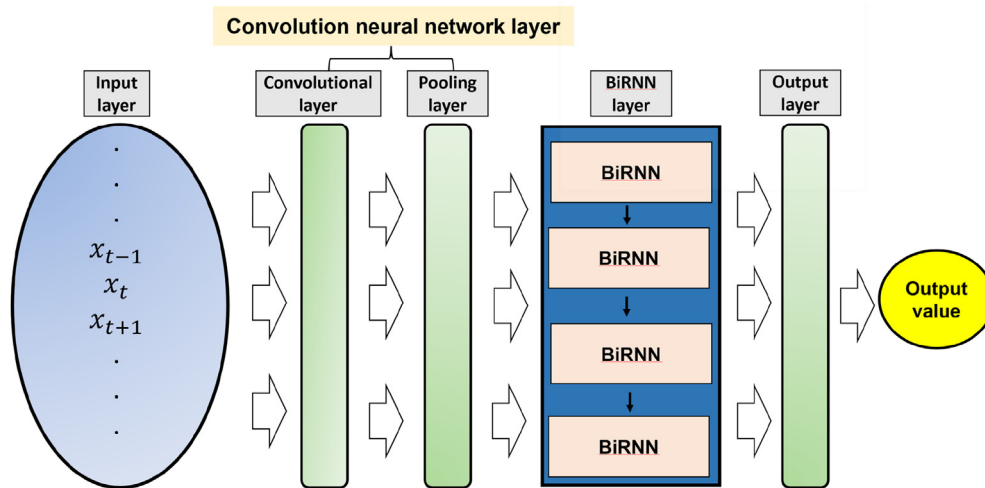 Convolution neural network layer
Input
layer
Convolutional
layer
Pooling
layer
BiRNN
layer
Output
layer
.
.
.
x_{t-1}
x_t
x_{t+1}
.
.
.
BiRNN
BiRNN
BiRNN
BiRNN
Output
value